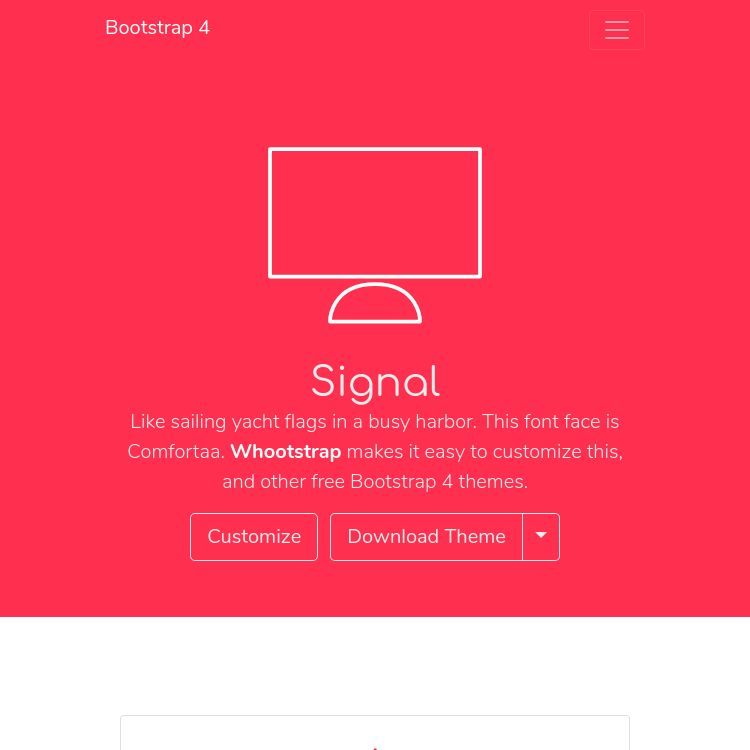 Bootstrap 4
Signal
Like sailing yacht flags in a busy harbor. This font face is
Comfortaa. Whootstrap makes it easy to customize this,
and other free Bootstrap 4 themes.
Customize
Download Theme